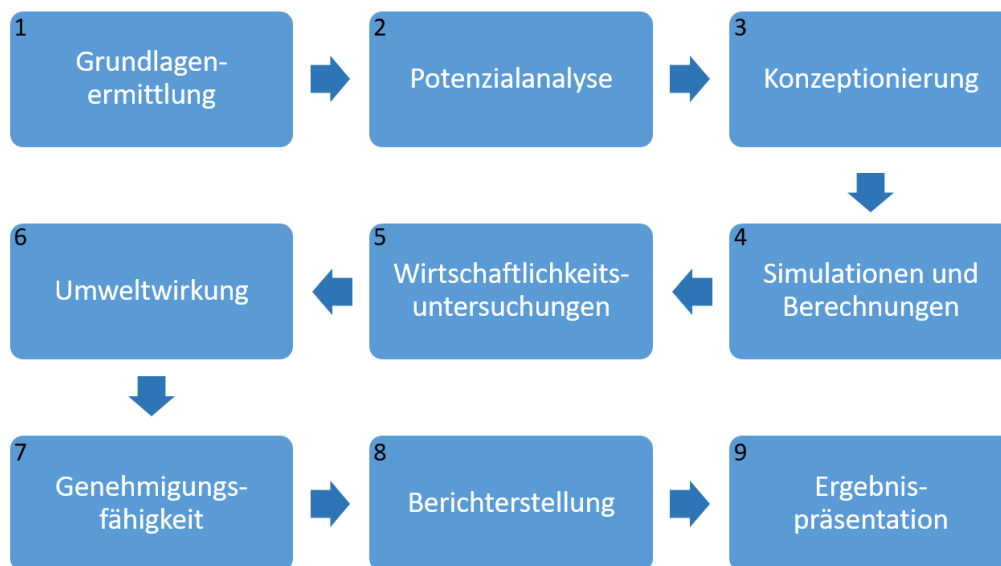 1
Grundlagen-
ermittlung
2
Potenzialanalyse
3
Konzeptionierung
4
Simulationen und
Berechnungen
5
Wirtschaftlichkeits-
untersuchungen
6
Umweltwirkung
7
Genehmigungs-
fähigkeit
8
Berichterstellung
9
Ergebnis-
präsentation